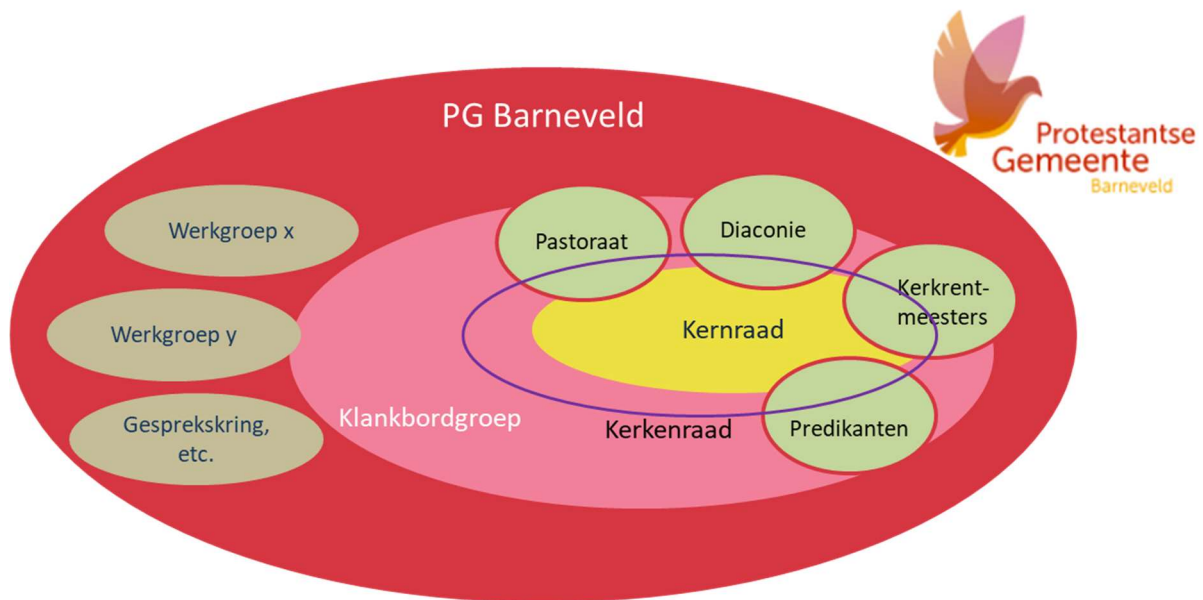 PG Barneveld
Protestantse
Gemeente
Barneveld
Werkgroep x
Pastoraat
Diaconie
Kerkrent-
meesters
Werkgroep y
Kernraad
Klankbordgroep
Kerkenraad
Predikanten
Gesprekskring,
etc.